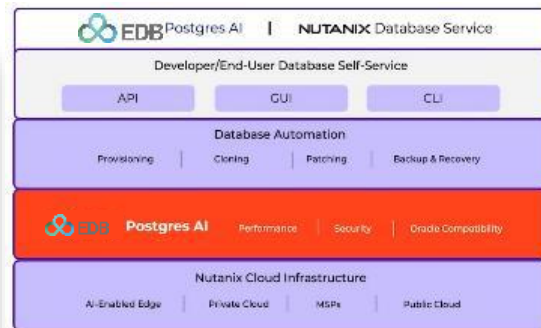 EDB Postgres AI | NUTANIX Database Service
Developer/End-User Database Self-Service
API GUI CLI
Database Automation
Provisioning | Cloning | Patching | Backup & Recovery
EDB Postgres AI Performance | Security | Oracle Compatibility
Nutanix Cloud Infrastructure
AI-Enabled Edge | Private Cloud | MSPs | Public Cloud